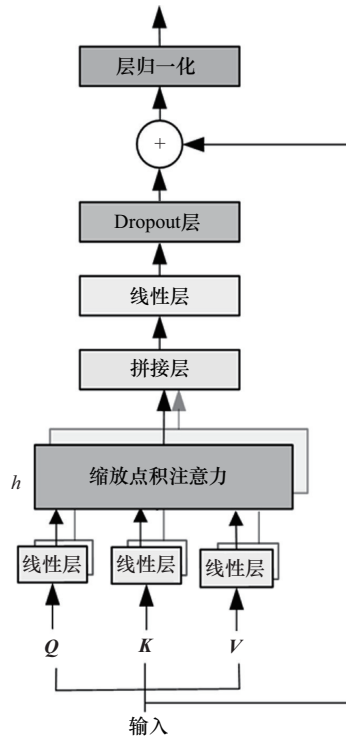 层归一化
+
Dropout层
线性层
拼接层
h
缩放点积注意力
线性层 线性层 线性层
Q K V
输入